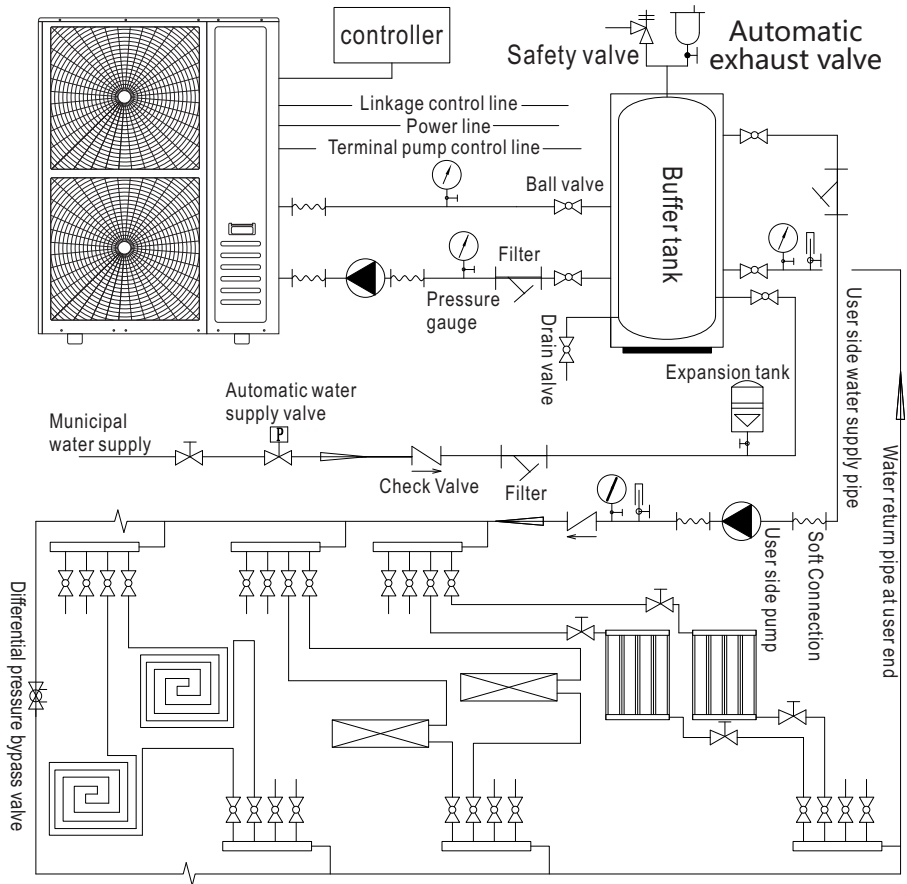 controller
Safety valve
Automatic
exhaust valve
Linkage control line
Power line
Terminal pump control line
Ball valve
Buffer tank
Filter
Pressure
gauge
Drain valve
User side water supply pipe
Water return pipe at user end
Expansion tank
Automatic water
supply valve
P
Municipal
water supply
Check Valve
Filter
User side pump
Soft Connection
Differential pressure bypass valve